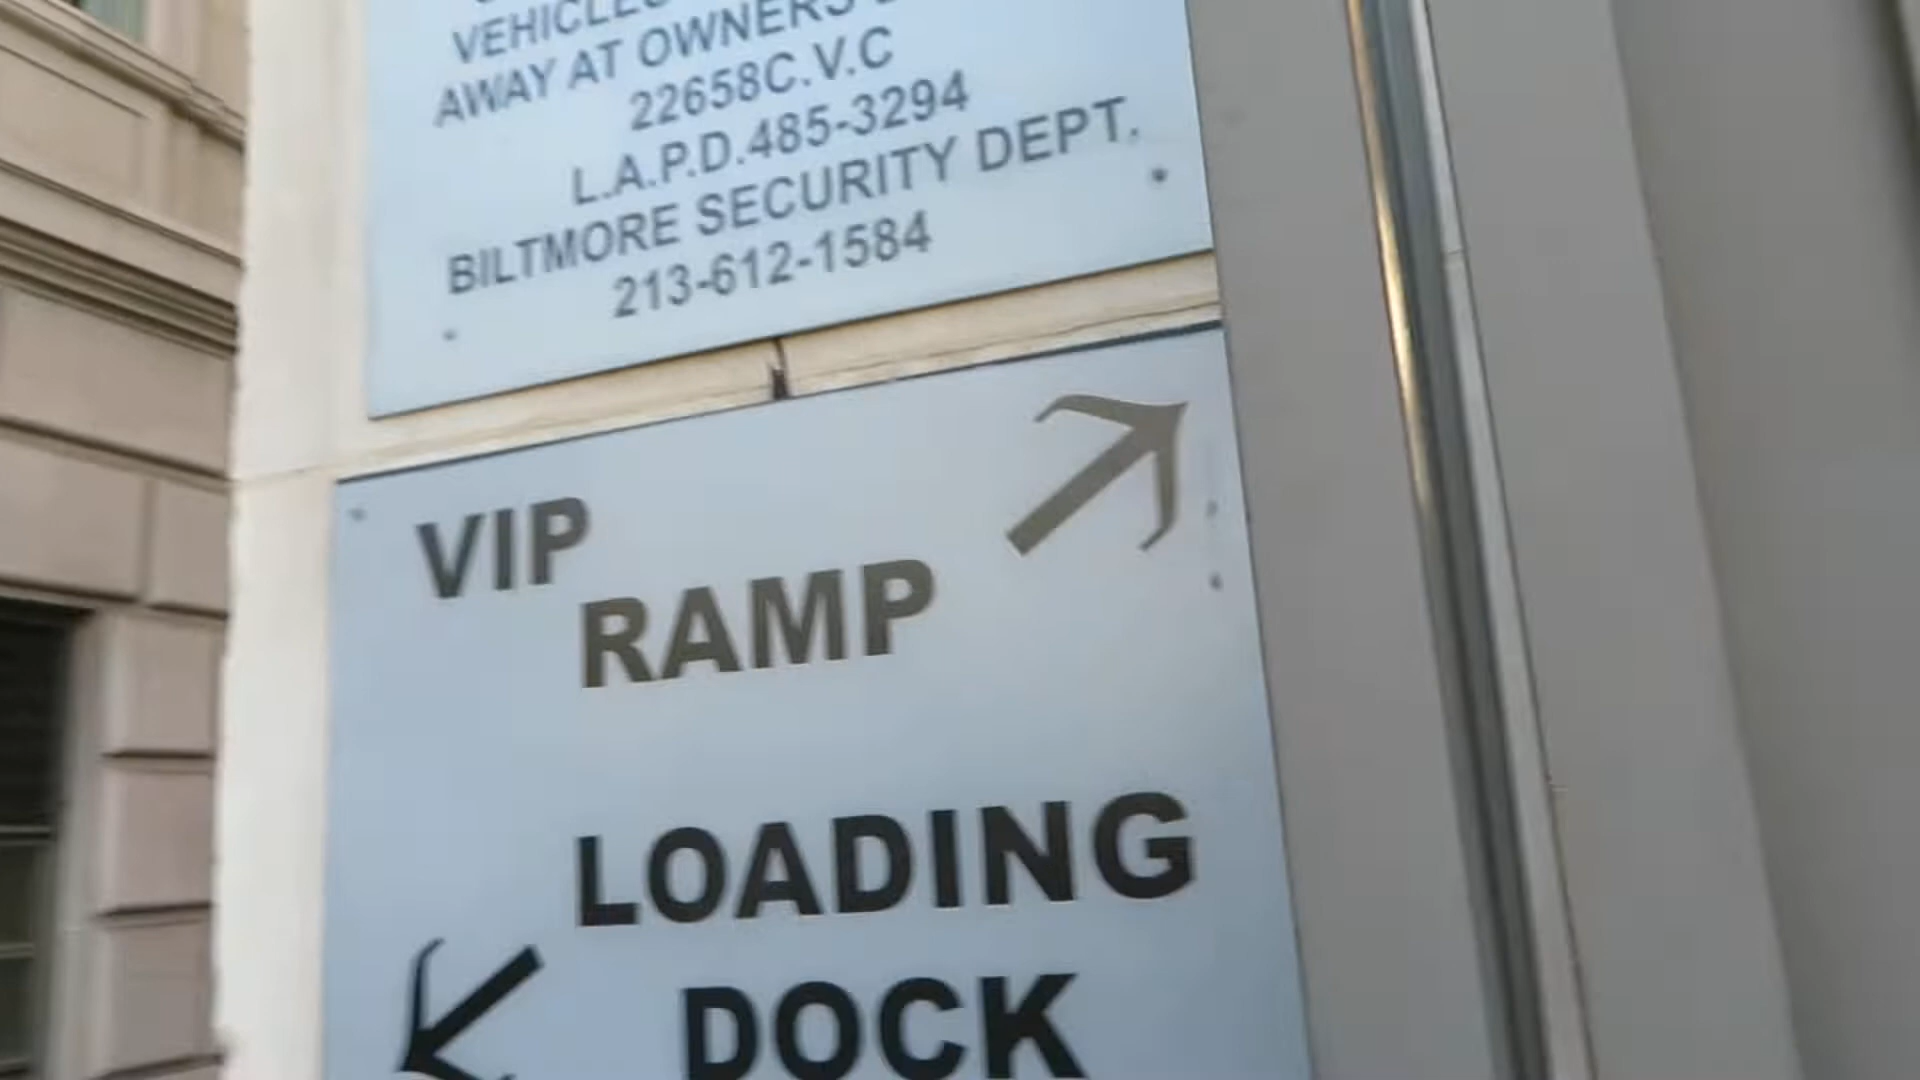 VEHICLES
AWAY AT OWNERS
22658C.V.C
L.A.P.D.485-3294
BILTMORE SECURITY DEPT.
213-612-1584
VIP
RAMP
LOADING
DOCK